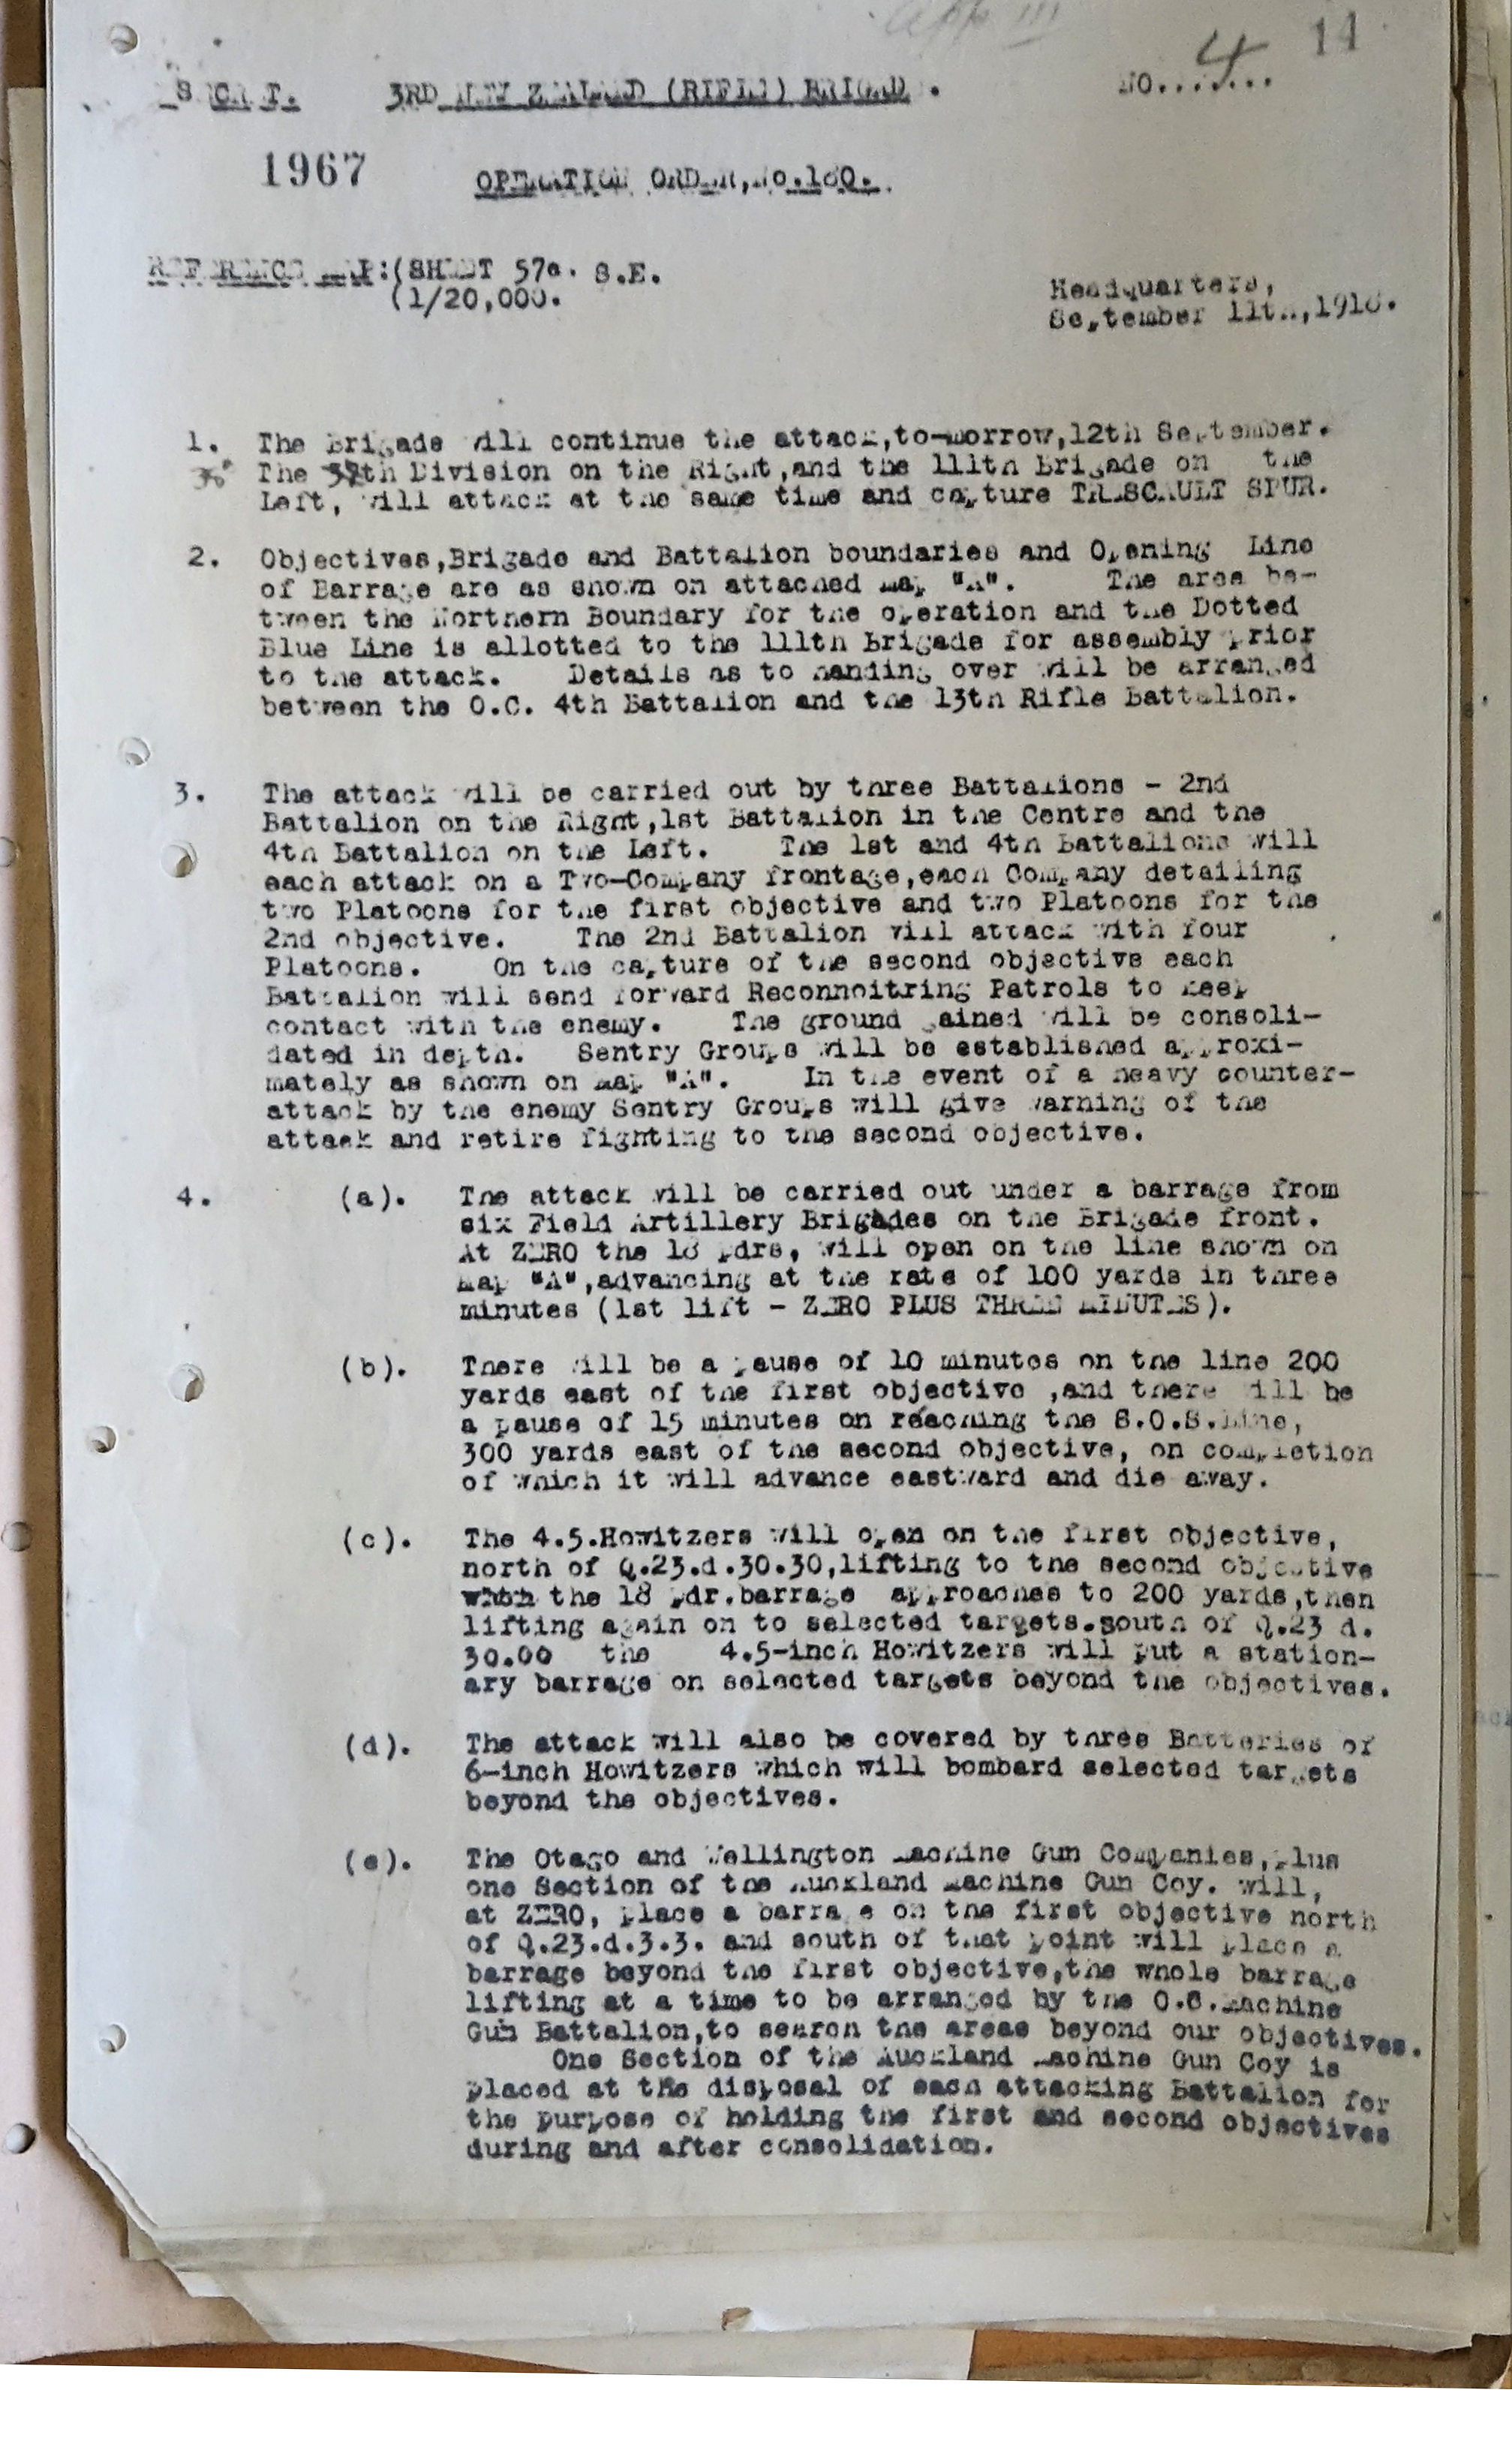 App III
14
SECRET. 3RD NEW ZEALAND (RIFLE) BRIGADE. NO...4....
1967
OPERATION ORDER, No.180.
REFERENCE MAP:(SHEET 57c. S.E.
(1/20,000.
Headquarters,
September 11th.,1918.
1. The Brigade will continue the attack,to-morrow,12th September.
38 The th Division on the Right,and the 111th Brigade on the
Left, will attack at the same time and capture TRESCAULT SPUR.
2. Objectives,Brigade and Battalion boundaries and Opening Line
of Barrage are as shown on attached Map "A". The area be-
tween the Northern Boundary for the operation and the Dotted
Blue Line is allotted to the 111th Brigade for assembly prior
to the attack. Details as to handing over will be arranged
between the O.C. 4th Battalion and the 13th Rifle Battalion.
3. The attack will be carried out by three Battalions - 2nd
Battalion on the Right,1st Battalion in the Centre and the
4th Battalion on the Left. The 1st and 4th Battalions will
each attack on a Two-Company frontage,each Company detailing
two Platoons for the first objective and two Platoons for the
2nd objective. The 2nd Battalion will attack with four
Platoons. On the capture of the second objective each
Battalion will send forward Reconnoitring Patrols to keep
contact with the enemy. The ground gained will be consoli-
dated in depth. Sentry Groups will be established approxi-
mately as shown on Map "A". In the event of a heavy counter-
attack by the enemy Sentry Groups will give warning of the
attack and retire fighting to the second objective.
4. (a). The attack will be carried out under a barrage from
six Field Artillery Brigades on the Brigade front.
At ZERO the 18 pdrs, will open on the line shown on
Map "A",advancing at the rate of 100 yards in three
minutes (1st lift - ZERO PLUS THREE MINUTES).
(b). There will be a pause of 10 minutes on the line 200
yards east of the first objective ,and there will be
a pause of 15 minutes on reaching the S.O.S.Line,
300 yards east of the second objective, on completion
of which it will advance eastward and die away.
(c). The 4.5.Howitzers will open on the first objective,
north of Q.23.d.30.30,lifting to the second objective
when the 18 pdr.barrage approaches to 200 yards,then
lifting again on to selected targets.south of Q.23 d.
30.00 the 4.5-inch Howitzers will put a station-
ary barrage on selected targets beyond the objectives.
(d). The attack will also be covered by three Batteries of
6-inch Howitzers which will bombard selected targets
beyond the objectives.
(e). The Otago and Wellington Machine Gun Companies,plus
one Section of the Auckland Machine Gun Coy. will,
at ZERO, place a barrage on the first objective north
of Q.23.d.3.3. and south of that point will place a
barrage beyond the first objective,the whole barrage
lifting at a time to be arranged by the O.C.Machine
Gun Battalion,to search the areas beyond our objectives.
One Section of the Auckland Machine Gun Coy is
placed at the disposal of each attacking Battalion for
the purpose of holding the first and second objectives
during and after consolidation.